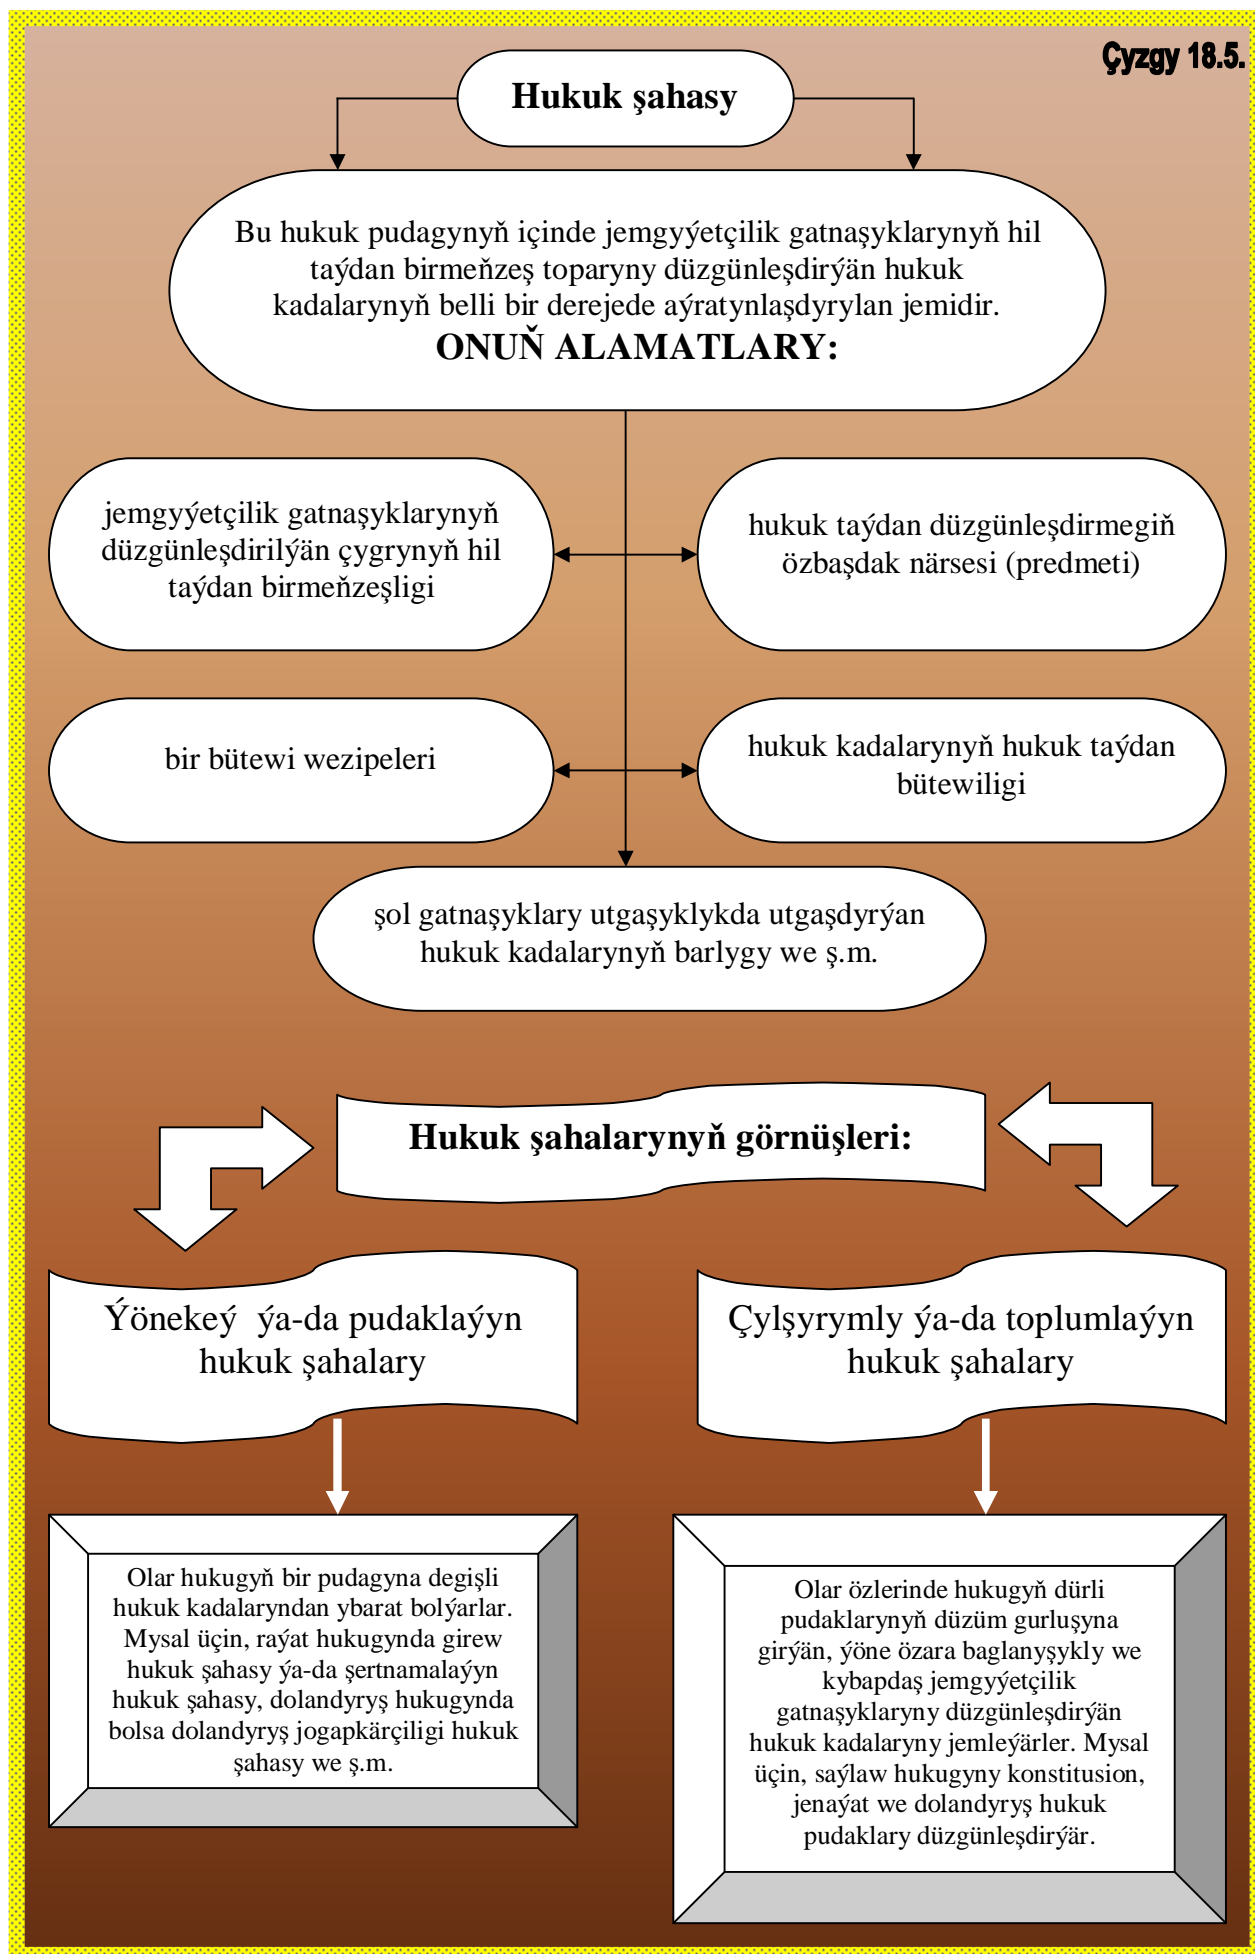 Çyzgy 18.5.
Hukuk şahasy
Bu hukuk pudagynyň içinde jemgyýetçilik gatnaşyklarynyň hil
taýdan birmeňzeş toparyny düzgünleşdirýän hukuk
kadalarynyň belli bir derejede aýratynlaşdyrylan jemidir.
ONUŇ ALAMATLARY:
jemgyýetçilik gatnaşyklarynyň
düzgünleşdirilýän çygrynyň hil
taýdan birmeňzeşligi
hukuk taýdan düzgünleşdirmegiň
özbaşdak närsesi (predmeti)
bir bütewi wezipeleri
hukuk kadalarynyň hukuk taýdan
bütewiligi
şol gatnaşyklary utgaşyklykda utgaşdyrýan
hukuk kadalarynyň barlygy we ş.m.
Hukuk şahalarynyň görnüşleri:
Ýönekeý ýa-da pudaklaýyn
hukuk şahalary
Çylşyrymly ýa-da toplumlaýyn
hukuk şahalary
Olar hukugyň bir pudagyna degişli
hukuk kadalaryndan ybarat bolýarlar.
Mysal üçin, raýat hukugynda girew
hukuk şahasy ýa-da şertnamalaýyn
hukuk şahasy, dolandyryş hukugynda
bolsa dolandyryş jogapkärçiligi hukuk
şahasy we ş.m.
Olar özlerinde hukugyň dürli
pudaklarynyň düzüm gurluşyna
girýän, ýöne özara baglanyşykly we
kybapdaş jemgyýetçilik
gatnaşyklaryny düzgünleşdirýän
hukuk kadalaryny jemleýärler. Mysal
üçin, saýlaw hukugyny konstitusion,
jenaýat we dolandyryş hukuk
pudaklary düzgünleşdirýär.